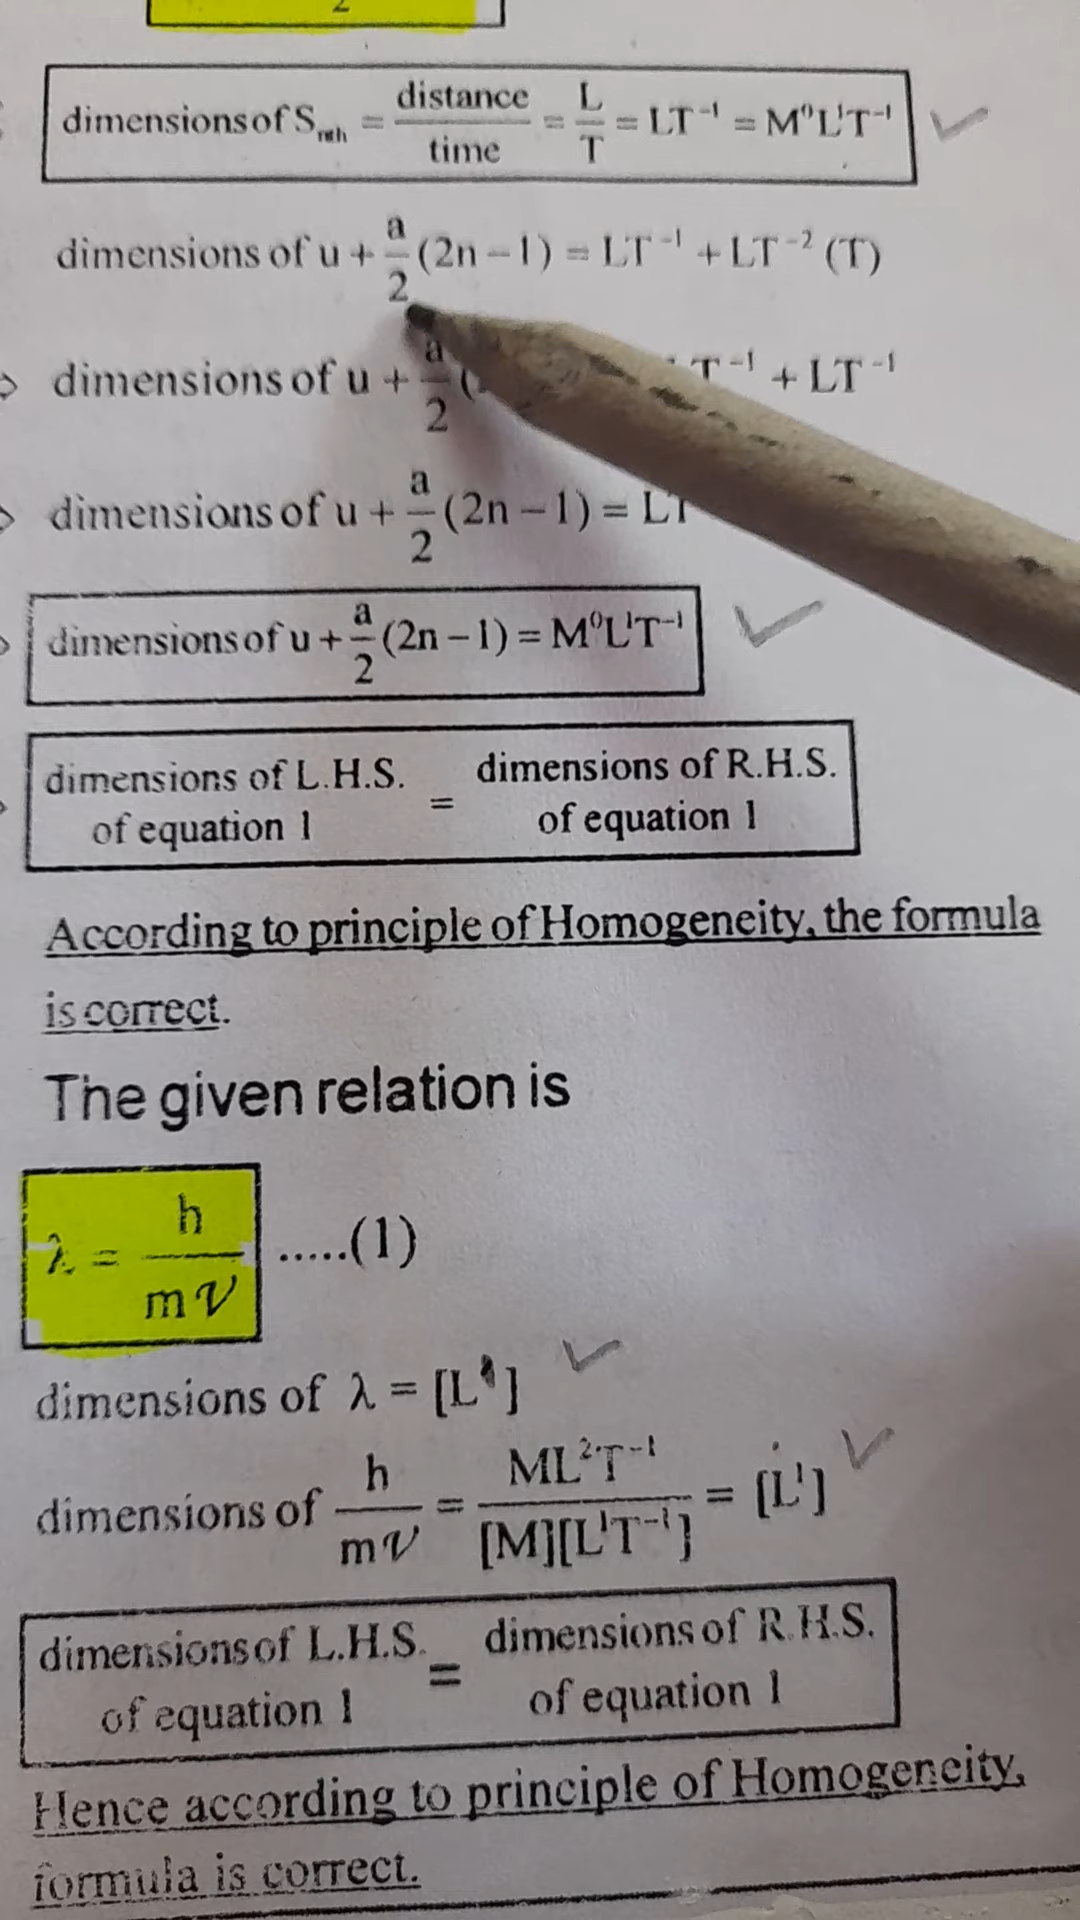 2
dimensions of S_nth = distance/time = L/T = LT⁻¹ = M⁰L¹T⁻¹
dimensions of u + a/2 (2n – 1) = LT⁻¹ + LT⁻² (T)
dimensions of u + a/2 ( T⁻¹ + LT⁻¹
dimensions of u + a/2 (2n – 1) = LT
dimensions of u + a/2 (2n – 1) = M⁰L¹T⁻¹
dimensions of L.H.S. of equation 1 = dimensions of R.H.S. of equation 1
According to principle of Homogeneity, the formula
is correct.
The given relation is
λ = h/mv .....(1)
dimensions of λ = [L¹]
dimensions of h/mv = ML²T⁻¹/[M][L¹T⁻¹] = [L¹]
dimensions of L.H.S. of equation 1 = dimensions of R.H.S. of equation 1
Hence according to principle of Homogeneity,
formula is correct.